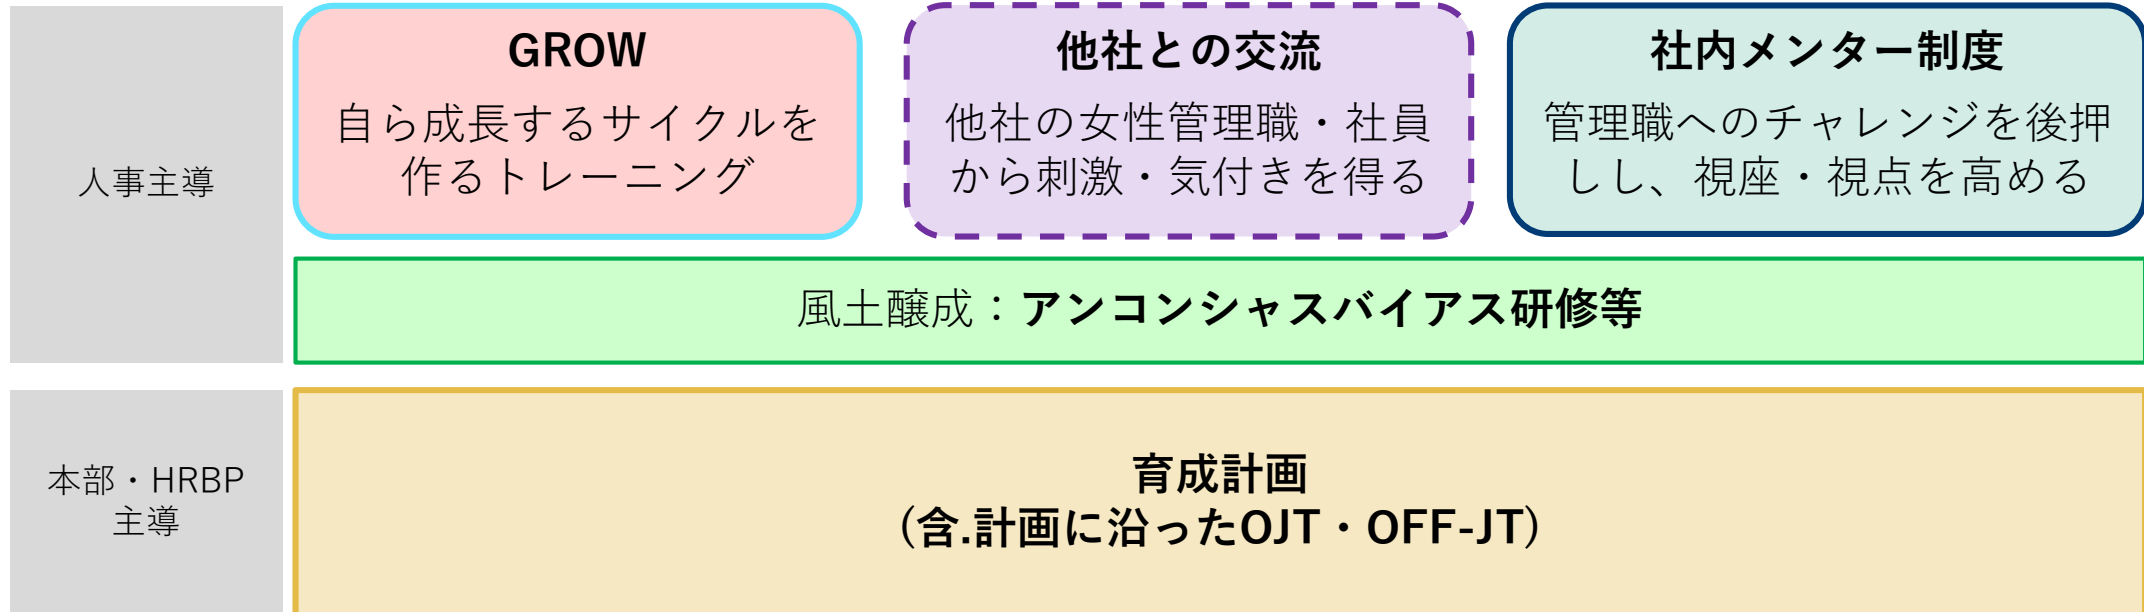 人事主導
GROW
自ら成長するサイクルを
作るトレーニング
他社との交流
他社の女性管理職・社員
から刺激・気付きを得る
社内メンター制度
管理職へのチャレンジを後押
しし、視座・視点を高める
風土醸成：アンコンシャスバイアス研修等
本部・HRBP
主導
育成計画
(含.計画に沿ったOJT・OFF-JT)